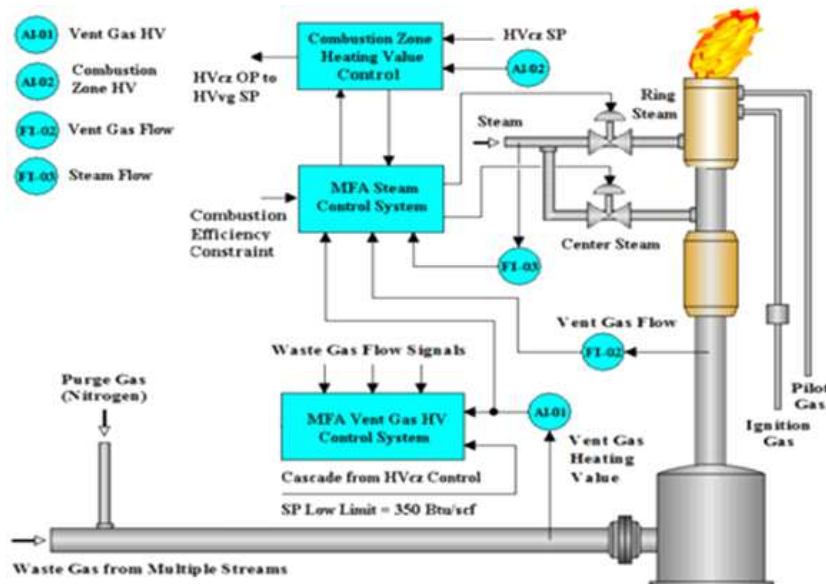 AI-01 Vent Gas HV
AI-02 Combustion
Zone HV
FI-02 Vent Gas Flow
FI-03 Steam Flow
Combustion Zone
Heating Value
Control
HVcz SP
AI-02
HVcz OP to
HVvg SP
Steam
Ring
Steam
MFA Steam
Control System
Combustion
Efficiency
Constraint
Center Steam
FI-03
Vent Gas Flow
FI-02
Waste Gas Flow Signals
Purge Gas
(Nitrogen)
MFA Vent Gas HV
Control System
AI-01
Pilot
Gas
Ignition
Gas
Vent Gas
Heating
Value
Cascade from HVcz Control
SP Low Limit = 350 Btu/scf
Waste Gas from Multiple Streams